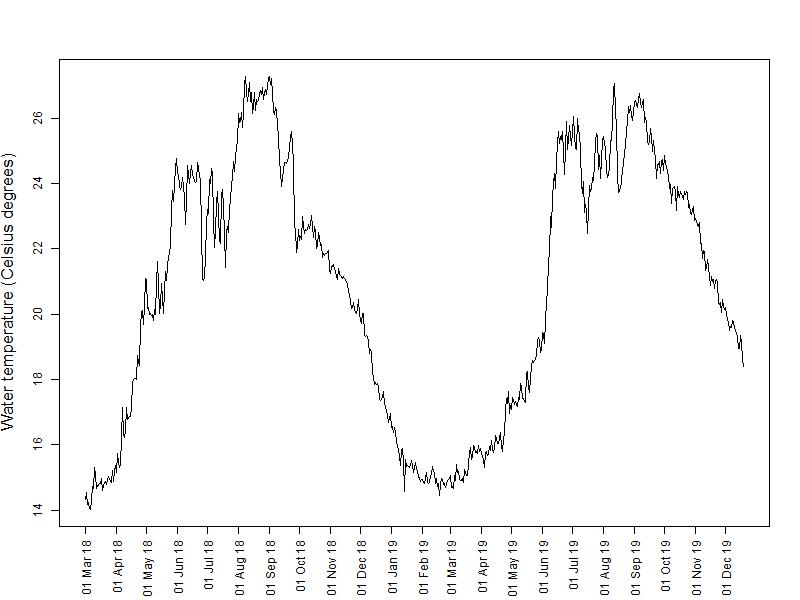 Water temperature (Celsius degrees)
26
24
22
20
18
16
14
01 Mar 18
01 Apr 18
01 May 18
01 Jun 18
01 Jul 18
01 Aug 18
01 Sep 18
01 Oct 18
01 Nov 18
01 Dec 18
01 Jan 19
01 Feb 19
01 Mar 19
01 Apr 19
01 May 19
01 Jun 19
01 Jul 19
01 Aug 19
01 Sep 19
01 Oct 19
01 Nov 19
01 Dec 19